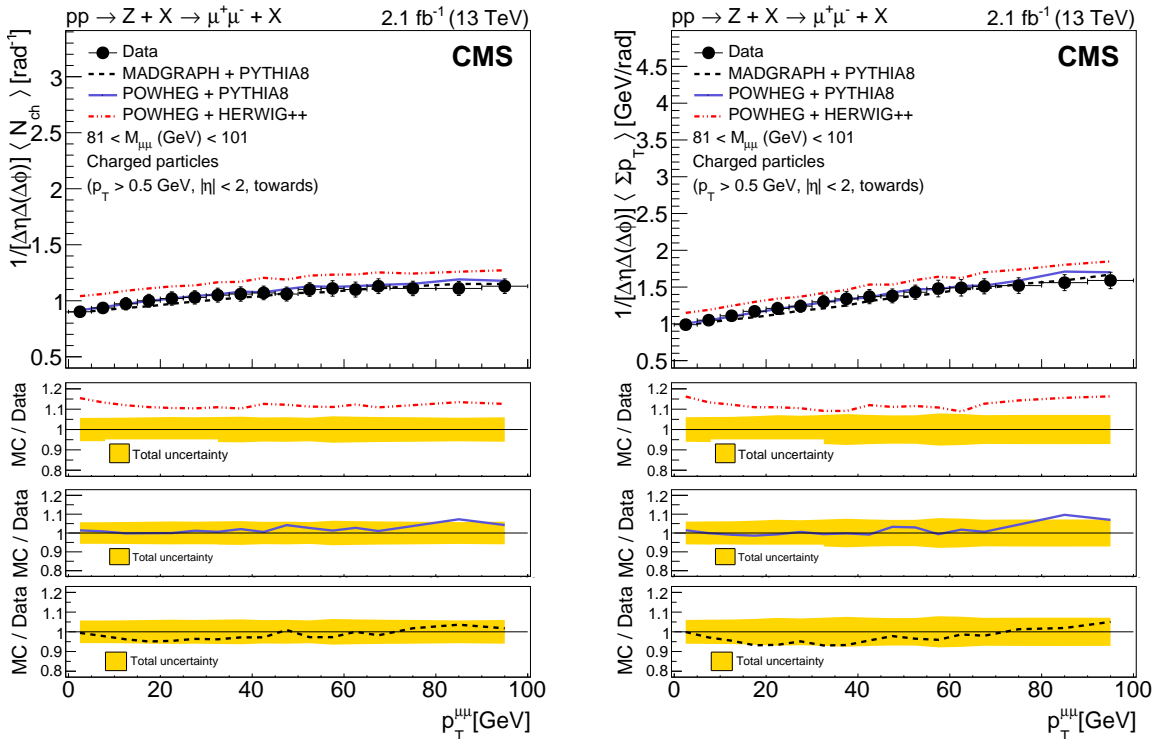 pp → Z + X → μ⁺μ⁻ + X
2.1 fb⁻¹ (13 TeV)
CMS
Data
MADGRAPH + PYTHIA8
POWHEG + PYTHIA8
POWHEG + HERWIG++
81 < M_μμ (GeV) < 101
Charged particles
(p_T > 0.5 GeV, |η| < 2, towards)
1/[ΔηΔ(Δϕ)] ⟨ N_ch ⟩ [rad⁻¹]
3
2.5
2
1.5
1
0.5
MC / Data
1.2
1.1
1
0.9
0.8
Total uncertainty
MC / Data
1.2
1.1
1
0.9
0.8
Total uncertainty
MC / Data
1.2
1.1
1
0.9
0.8
Total uncertainty
0 20 40 60 80 100
p_T^μμ [GeV]
pp → Z + X → μ⁺μ⁻ + X
2.1 fb⁻¹ (13 TeV)
CMS
Data
MADGRAPH + PYTHIA8
POWHEG + PYTHIA8
POWHEG + HERWIG++
81 < M_μμ (GeV) < 101
Charged particles
(p_T > 0.5 GeV, |η| < 2, towards)
1/[ΔηΔ(Δϕ)] ⟨ Σp_T ⟩ [GeV/rad]
4.5
4
3.5
3
2.5
2
1.5
1
0.5
MC / Data
1.2
1.1
1
0.9
0.8
Total uncertainty
MC / Data
1.2
1.1
1
0.9
0.8
Total uncertainty
MC / Data
1.2
1.1
1
0.9
0.8
Total uncertainty
0 20 40 60 80 100
p_T^μμ [GeV]